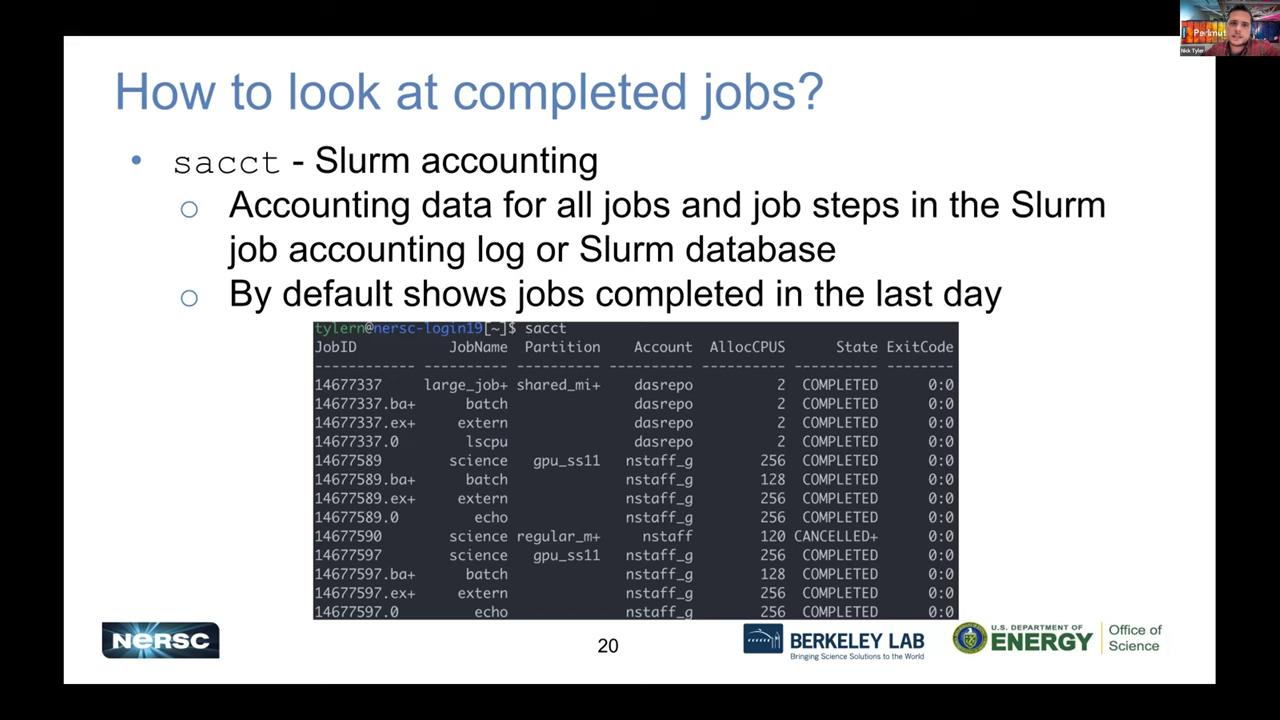 Perlmut
Nick Tyler
How to look at completed jobs?
• sacct - Slurm accounting
○ Accounting data for all jobs and job steps in the Slurm
job accounting log or Slurm database
○ By default shows jobs completed in the last day
tylern@nersc-login19[~]$ sacct
JobID JobName Partition Account AllocCPUS State ExitCode
------------ ---------- ---------- ---------- ---------- ---------- --------
14677337 large_job+ shared_mi+ dasrepo 2 COMPLETED 0:0
14677337.ba+ batch dasrepo 2 COMPLETED 0:0
14677337.ex+ extern dasrepo 2 COMPLETED 0:0
14677337.0 lscpu dasrepo 2 COMPLETED 0:0
14677589 science gpu_ss11 nstaff_g 256 COMPLETED 0:0
14677589.ba+ batch nstaff_g 128 COMPLETED 0:0
14677589.ex+ extern nstaff_g 256 COMPLETED 0:0
14677589.0 echo nstaff_g 256 COMPLETED 0:0
14677590 science regular_m+ nstaff 120 CANCELLED+ 0:0
14677597 science gpu_ss11 nstaff_g 256 COMPLETED 0:0
14677597.ba+ batch nstaff_g 128 COMPLETED 0:0
14677597.ex+ extern nstaff_g 256 COMPLETED 0:0
14677597.0 echo nstaff_g 256 COMPLETED 0:0
NERSC
20
BERKELEY LAB
Bringing Science Solutions to the World
U.S. DEPARTMENT OF
ENERGY
Office of
Science